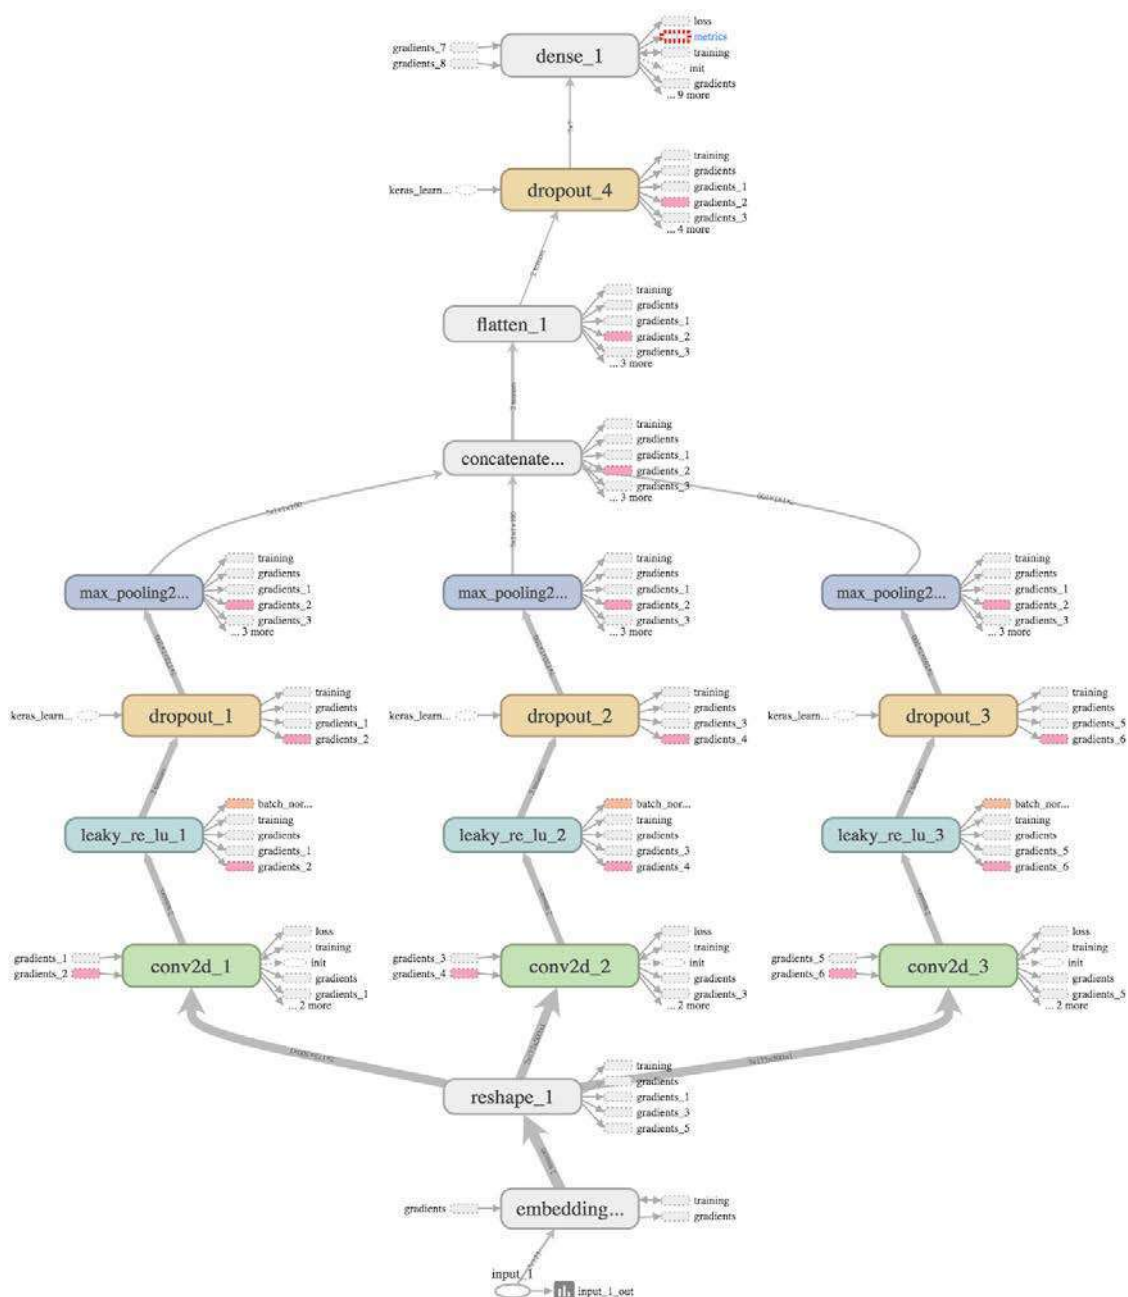 loss
metrics
gradients_7
dense_1
training
gradients_8
init
gradients
... 9 more
training
gradients
keras_learn...
dropout_4
gradients_1
gradients_2
gradients_3
... 4 more
training
gradients
flatten_1
gradients_1
gradients_2
gradients_3
... 3 more
training
gradients
concatenate...
gradients_1
gradients_2
gradients_3
... 3 more
training
gradients
max_pooling2...
gradients_1
gradients_2
gradients_3
... 3 more
training
gradients
max_pooling2...
gradients_1
gradients_2
gradients_3
... 3 more
training
gradients
max_pooling2...
gradients_1
gradients_2
gradients_3
... 3 more
training
gradients
keras_learn...
dropout_1
gradients_1
gradients_2
training
gradients
keras_learn...
dropout_2
gradients_3
gradients_4
training
gradients
keras_learn...
dropout_3
gradients_5
gradients_6
batch_nor...
training
leaky_re_lu_1
gradients
gradients_1
gradients_2
batch_nor...
training
leaky_re_lu_2
gradients
gradients_3
gradients_4
batch_nor...
training
leaky_re_lu_3
gradients
gradients_5
gradients_6
loss
training
gradients_1
conv2d_1
init
gradients_2
gradients
gradients_1
... 2 more
loss
training
gradients_3
conv2d_2
init
gradients_4
gradients
gradients_3
... 2 more
loss
training
gradients_5
conv2d_3
init
gradients_6
gradients
gradients_5
... 2 more
training
gradients
reshape_1
gradients_1
gradients_3
gradients_5
training
gradients
embedding...
gradients
input_1
input_1_out